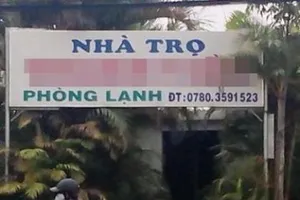 NHÀ TRỌ
PHÒNG LẠNH ĐT:0780.3591523